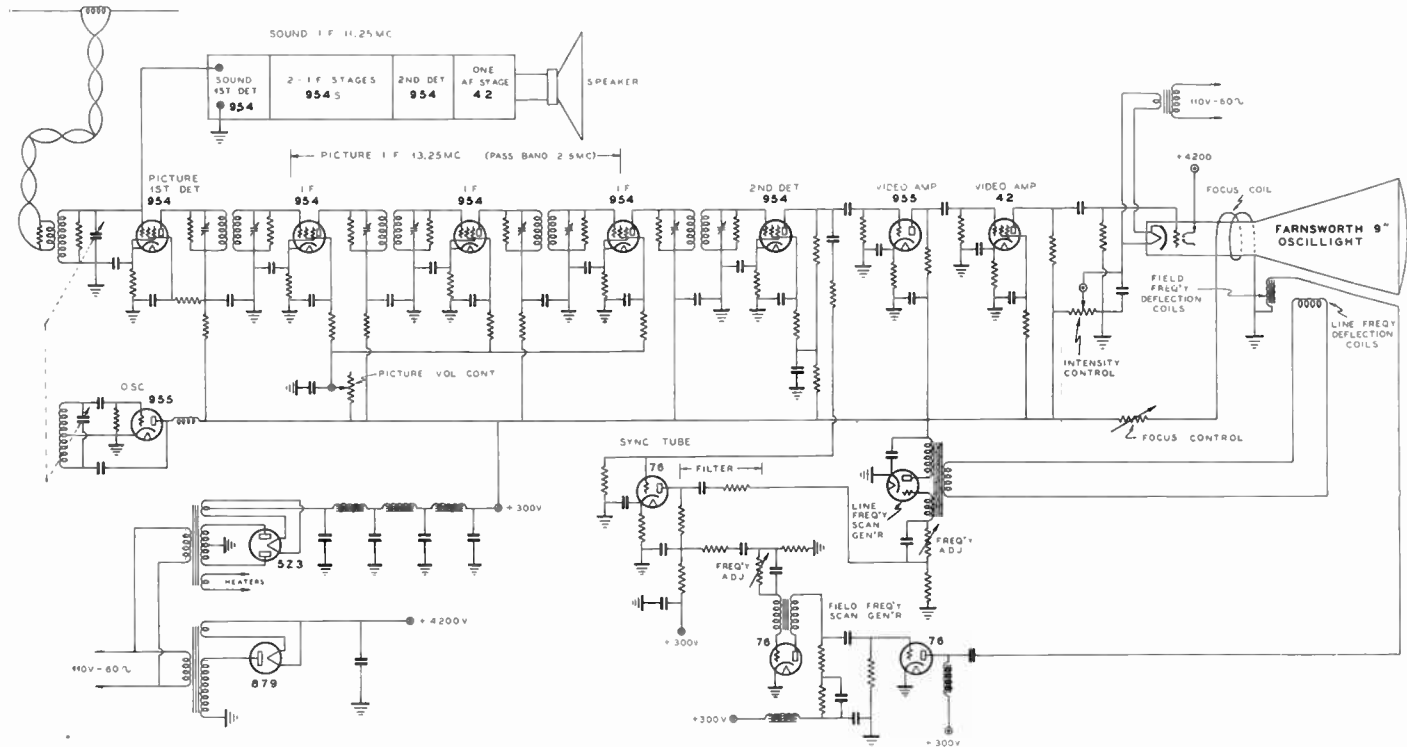 SOUND I F 11.25MC
SOUND
1ST DET
954
2 - I F STAGES
954S
2ND DET
954
ONE
AF STAGE
42
SPEAKER
110V-60~
+4200
FOCUS COIL
PICTURE I F 13.25MC (PASS BAND 2.5MC)
PICTURE
1ST DET
954
I F
954
I F
954
I F
954
2ND DET
954
VIDEO AMP
955
VIDEO AMP
42
FARNSWORTH 9"
OSCILLIGHT
FIELD
FREQ'Y
DEFLECTION
COILS
LINE FREQY
DEFLECTION
COILS
INTENSITY
CONTROL
PICTURE VOL CONT
OSC
955
FOCUS CONTROL
SYNC TUBE
76
FILTER
LINE
FREQ'Y
SCAN
GEN'R
FREQ'Y
ADJ
+300V
5Z3
HEATERS
FREQ'Y
ADJ
+300V
FIELD FREQ'Y
SCAN GEN'R
76
76
+4200V
110V-60~
879
+300V
+300V